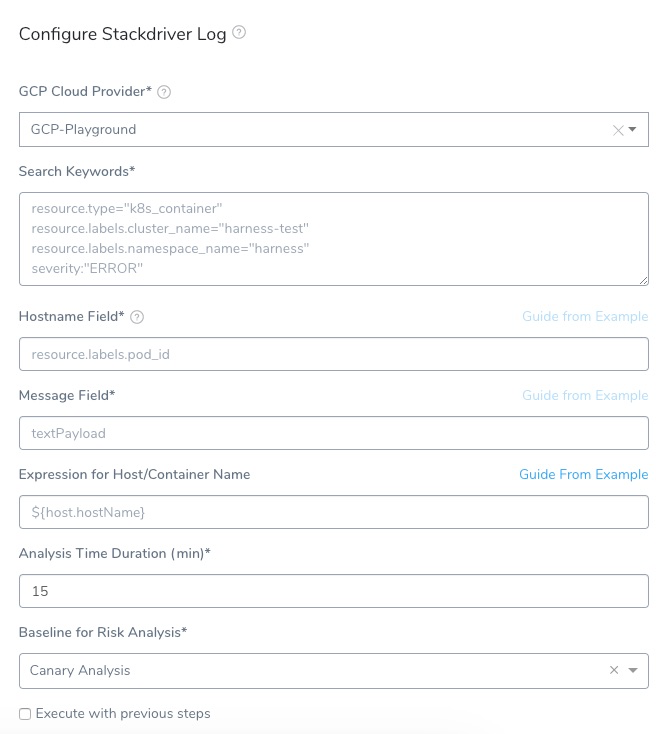 Configure Stackdriver Log ?
GCP Cloud Provider* ?
GCP-Playground
Search Keywords*
resource.type="k8s_container"
resource.labels.cluster_name="harness-test"
resource.labels.namespace_name="harness"
severity:"ERROR"
Hostname Field* ? Guide from Example
resource.labels.pod_id
Message Field* Guide from Example
textPayload
Expression for Host/Container Name Guide From Example
${host.hostName}
Analysis Time Duration (min)*
15
Baseline for Risk Analysis*
Canary Analysis
Execute with previous steps